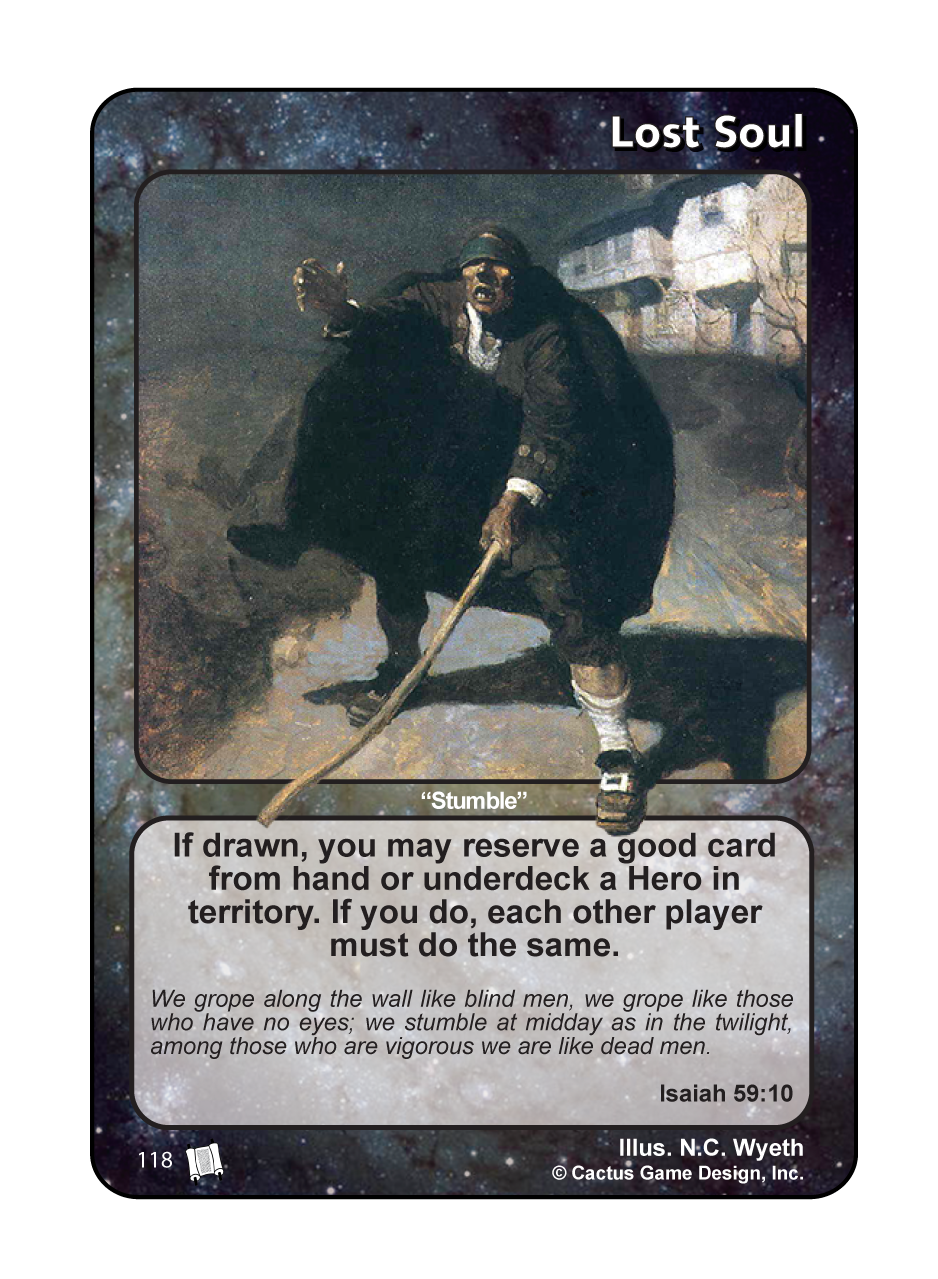 Lost Soul
“Stumble”
If drawn, you may reserve a good card
from hand or underdeck a Hero in
territory. If you do, each other player
must do the same.
We grope along the wall like blind men, we grope like those
who have no eyes; we stumble at midday as in the twilight,
among those who are vigorous we are like dead men.
Isaiah 59:10
118
Illus. N.C. Wyeth
© Cactus Game Design, Inc.